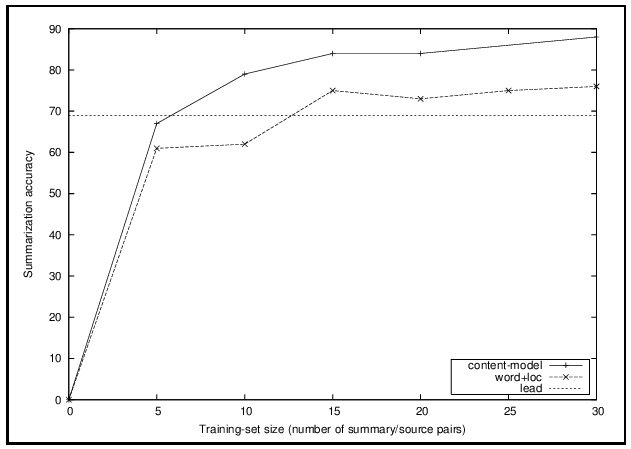 90
80
70
60
50
40
30
20
10
0
Summarization accuracy
content-model
word+loc
lead
0 5 10 15 20 25 30
Training-set size (number of summary/source pairs)